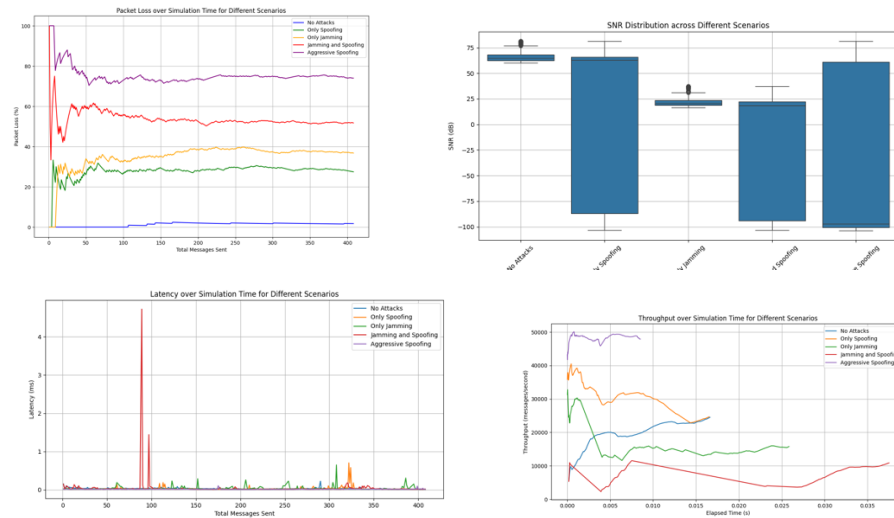 Packet Loss over Simulation Time for Different Scenarios
100
80
60
40
20
0
Packet Loss (%)
No Attacks
Only Spoofing
Only Jamming
Jamming and Spoofing
Aggressive Spoofing
0 50 100 150 200 250 300 350 400
Total Messages Sent
SNR Distribution across Different Scenarios
75
50
25
0
−25
−50
−75
−100
SNR (dB)
No Attacks
ly Spoofing
nly Jamming
d Spoofing
e Spoofing
Latency over Simulation Time for Different Scenarios
4
3
2
1
0
Latency (ms)
No Attacks
Only Spoofing
Only Jamming
Jamming and Spoofing
Aggressive Spoofing
0 50 100 150 200 250 300 350 400
Total Messages Sent
Throughput over Simulation Time for Different Scenarios
50000
40000
30000
20000
10000
0
Throughput (messages/second)
No Attacks
Only Spoofing
Only Jamming
Jamming and Spoofi
Aggressive Spoofing
0.000 0.005 0.010 0.015 0.020 0.025 0.030 0.035
Elapsed Time (s)